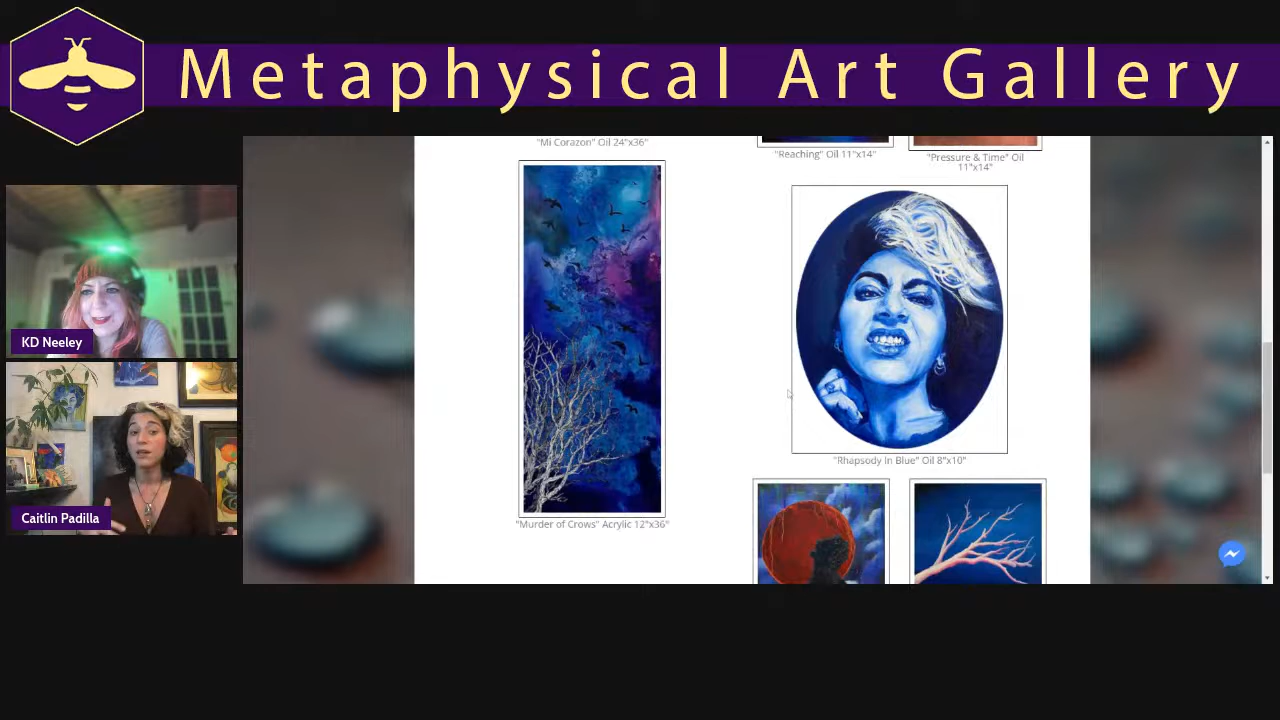 Metaphysical Art Gallery
"Mi Corazon" Oil 24"x36"
"Reaching" Oil 11"x14"
"Pressure & Time" Oil
11"x14"
KD Neeley
Caitlin Padilla
"Rhapsody in Blue" Oil 8"x10"
"Murder of Crows" Acrylic 12"x36"